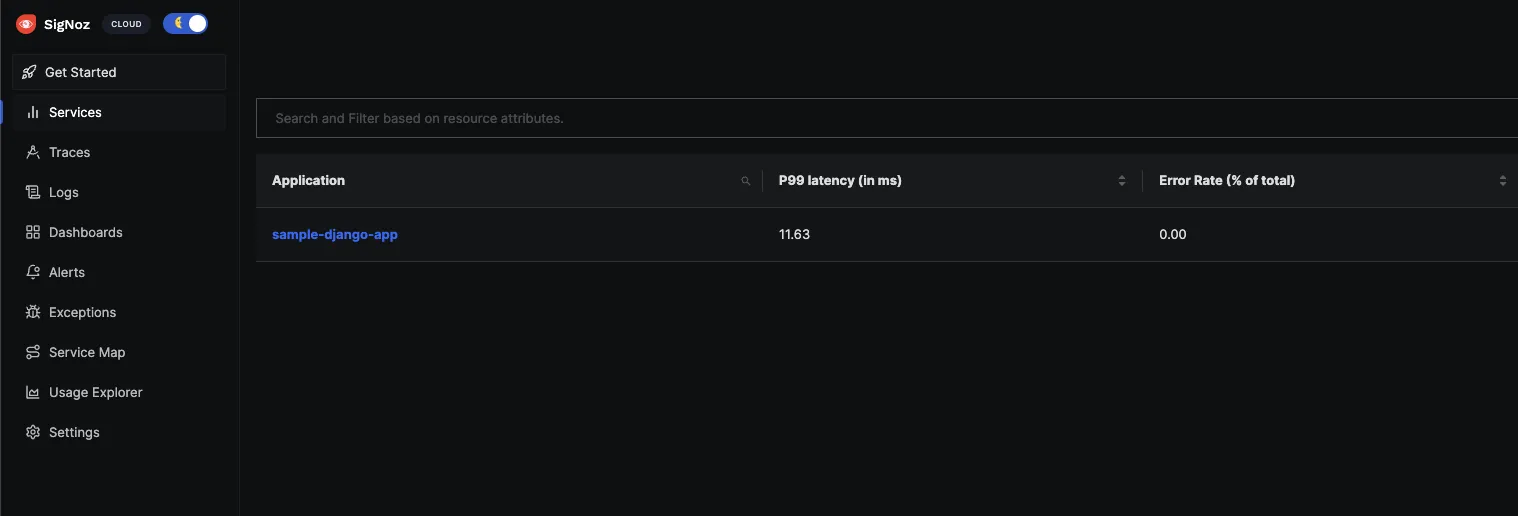 SigNoz CLOUD
Get Started
Services
Traces
Logs
Dashboards
Alerts
Exceptions
Service Map
Usage Explorer
Settings
Search and Filter based on resource attributes.
Application P99 latency (in ms) Error Rate (% of total)
sample-django-app 11.63 0.00